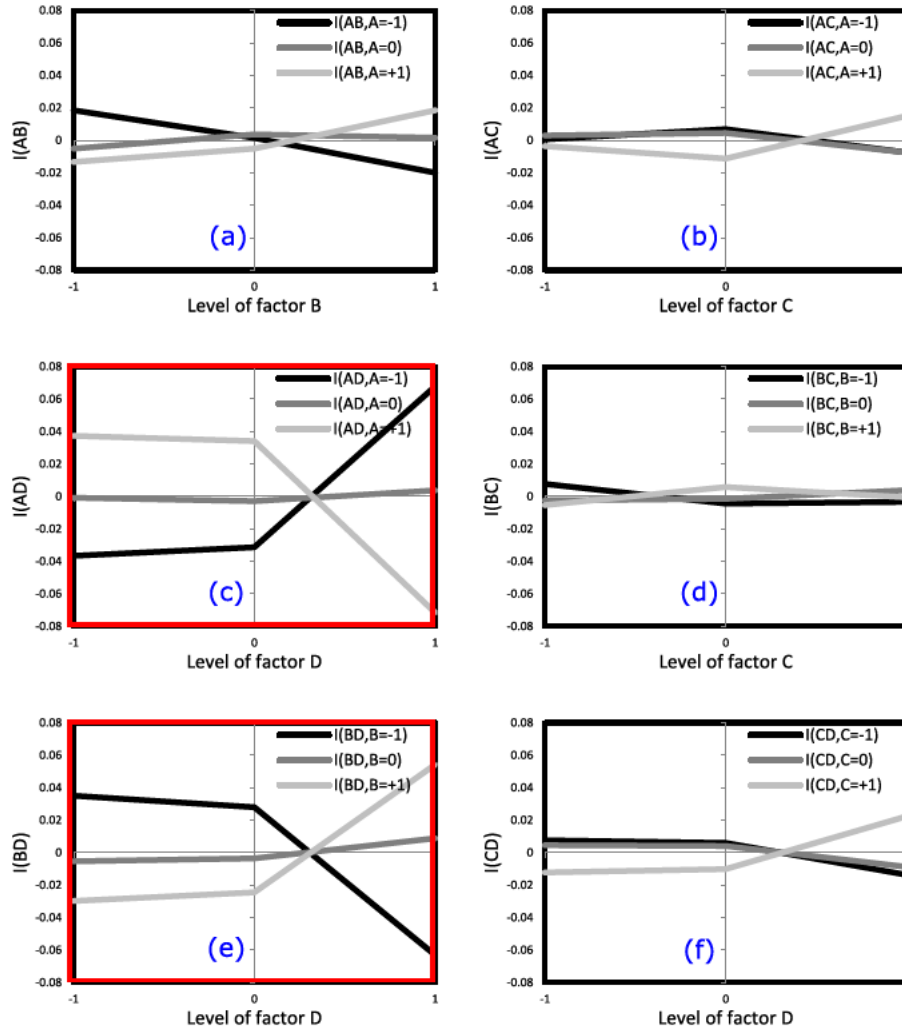 0.08
0.06
0.04
0.02
0
-0.02
-0.04
-0.06
-0.08
I(AB)
I(AB,A=-1)
I(AB,A=0)
I(AB,A=+1)
(a)
-1
0
1
Level of factor B
0.08
0.06
0.04
0.02
0
-0.02
-0.04
-0.06
-0.08
I(AC)
I(AC,A=-1)
I(AC,A=0)
I(AC,A=+1)
(b)
-1
0
Level of factor C
0.08
0.06
0.04
0.02
0
-0.02
-0.04
-0.06
-0.08
I(AD)
I(AD,A=-1)
I(AD,A=0)
I(AD,A=+1)
(c)
-1
0
1
Level of factor D
0.08
0.06
0.04
0.02
0
-0.02
-0.04
-0.06
-0.08
I(BC)
I(BC,B=-1)
I(BC,B=0)
I(BC,B=+1)
(d)
-1
0
Level of factor C
0.08
0.06
0.04
0.02
0
-0.02
-0.04
-0.06
-0.08
I(BD)
I(BD,B=-1)
I(BD,B=0)
I(BD,B=+1)
(e)
-1
0
1
Level of factor D
0.08
0.06
0.04
0.02
0
-0.02
-0.04
-0.06
-0.08
I(CD)
I(CD,C=-1)
I(CD,C=0)
I(CD,C=+1)
(f)
-1
0
Level of factor D